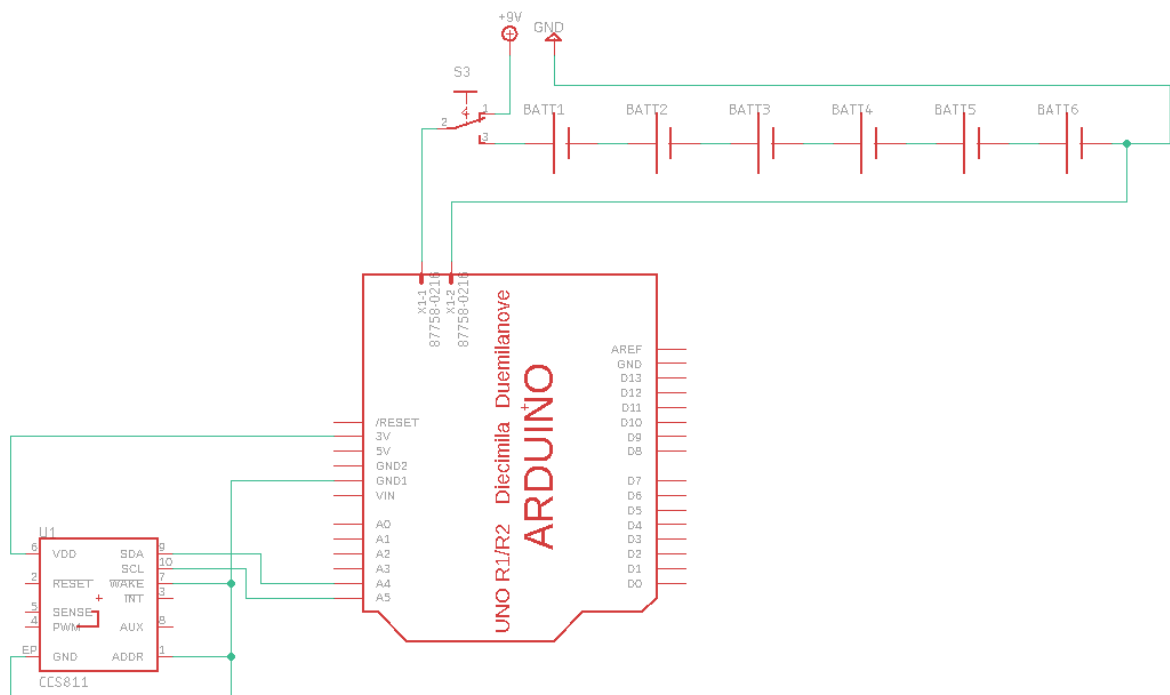 +9V
GND
S3
1
2
3
BATT1 BATT2 BATT3 BATT4 BATT5 BATT6
X1-1
87758-0216
X1-2
87758-0216
UNO R1/R2 Diecimila Duemilanove
ARDUINO
/RESET
3V
5V
GND2
GND1
VIN
A0
A1
A2
A3
A4
A5
AREF
GND
D13
D12
D11
D10
D9
D8
D7
D6
D5
D4
D3
D2
D1
D0
U1
6 VDD SDA 9
SCL 10
2 RESET WAKE 7
INT 3
5 SENSE
4 PWM AUX 8
EP GND ADDR 1
CCS811